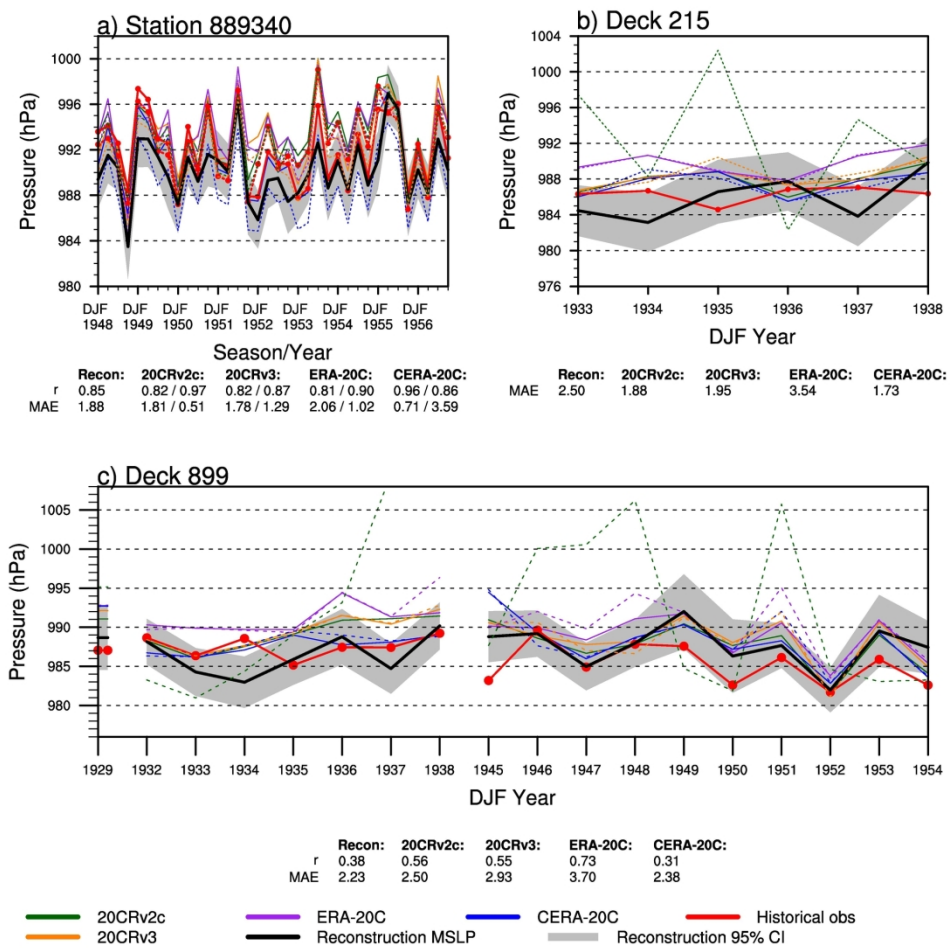 a) Station 889340
Pressure (hPa)
1000
996
992
988
984
980
DJF DJF DJF DJF DJF DJF DJF DJF DJF
1948 1949 1950 1951 1952 1953 1954 1955 1956
Season/Year
Recon: 20CRv2c: 20CRv3: ERA-20C: CERA-20C:
r 0.85 0.82 / 0.97 0.82 / 0.87 0.81 / 0.90 0.96 / 0.86
MAE 1.88 1.81 / 0.51 1.78 / 1.29 2.06 / 1.02 0.71 / 3.59
b) Deck 215
Pressure (hPa)
1004
1000
996
992
988
984
980
976
1933 1934 1935 1936 1937 1938
DJF Year
Recon: 20CRv2c: 20CRv3: ERA-20C: CERA-20C:
MAE 2.50 1.88 1.95 3.54 1.73
c) Deck 899
Pressure (hPa)
1005
1000
995
990
985
980
1929 1932 1933 1934 1935 1936 1937 1938 1945 1946 1947 1948 1949 1950 1951 1952 1953 1954
DJF Year
Recon: 20CRv2c: 20CRv3: ERA-20C: CERA-20C:
r 0.38 0.56 0.55 0.73 0.31
MAE 2.23 2.50 2.93 3.70 2.38
20CRv2c ERA-20C CERA-20C Historical obs
20CRv3 Reconstruction MSLP Reconstruction 95% CI